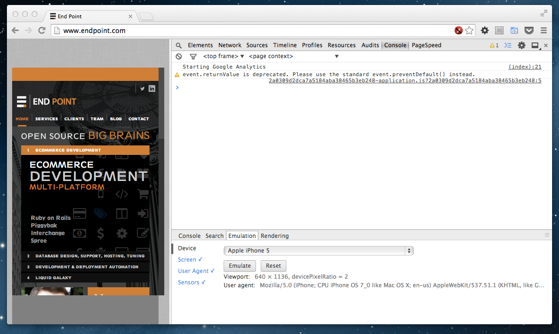 End Point
www.endpoint.com
Elements Network Sources Timeline Profiles Resources Audits Console PageSpeed
1
<top frame> <page context>
Starting Google Analytics (index):21
event.returnValue is deprecated. Please use the standard event.preventDefault() instead.
2a0309d2dca7a5184aba38465b3eb248-application.js?2a0309d2dca7a5184aba38465b3eb248:5
END POINT
HOME SERVICES CLIENTS TEAM BLOG CONTACT
OPEN SOURCE BIG BRAINS
1 ECOMMERCE DEVELOPMENT
ECOMMERCE
DEVELOPMENT
MULTI-PLATFORM
Ruby on Rails
Piggybak
Interchange
Spree
2 DATABASE DESIGN, SUPPORT, HOSTING, TUNING
3 DEVELOPMENT & DEPLOYMENT AUTOMATION
4 LIQUID GALAXY
Console Search Emulation Rendering
Device
Screen ✓
User Agent ✓
Sensors ✓
Apple iPhone 5
Emulate Reset
Viewport: 640 × 1136, devicePixelRatio = 2
User agent: Mozilla/5.0 (iPhone; CPU iPhone OS 7_0 like Mac OS X; en-us) AppleWebKit/537.51.1 (KHTML, like G...